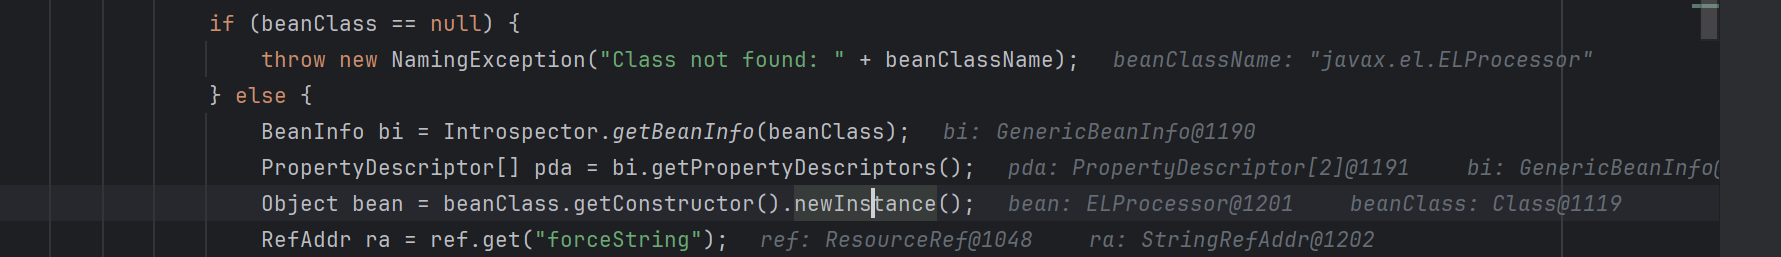 if (beanClass == null) {
throw new NamingException("Class not found: " + beanClassName); beanClassName: "javax.el.ELProcessor"
} else {
BeanInfo bi = Introspector.getBeanInfo(beanClass); bi: GenericBeanInfo@1190
PropertyDescriptor[] pda = bi.getPropertyDescriptors(); pda: PropertyDescriptor[2]@1191 bi: GenericBeanInfo@
Object bean = beanClass.getConstructor().newInstance(); bean: ELProcessor@1201 beanClass: Class@1119
RefAddr ra = ref.get("forceString"); ref: ResourceRef@1048 ra: StringRefAddr@1202